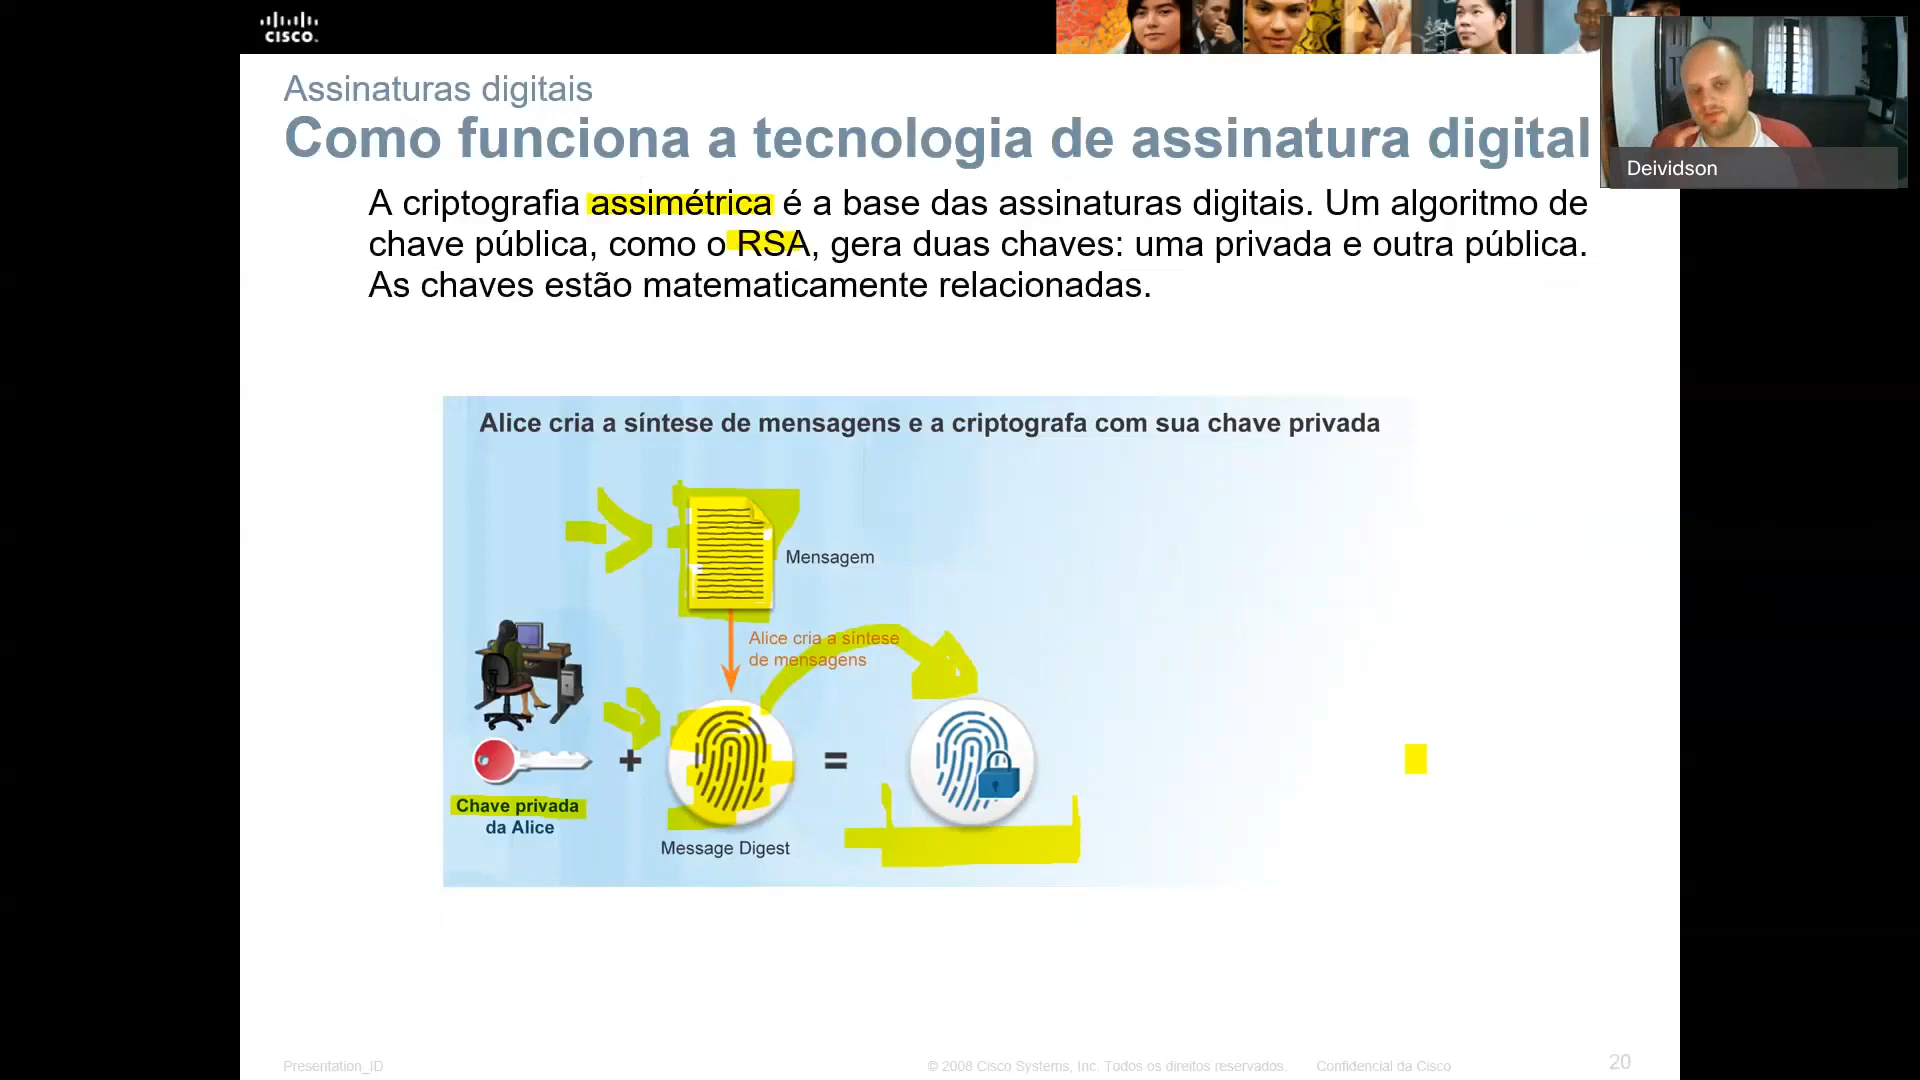 CISCO.
Assinaturas digitais
Como funciona a tecnologia de assinatura digital
Deividson
A criptografia assimétrica é a base das assinaturas digitais. Um algoritmo de
chave pública, como o RSA, gera duas chaves: uma privada e outra pública.
As chaves estão matematicamente relacionadas.
Alice cria a síntese de mensagens e a criptografa com sua chave privada
Mensagem
Alice cria a síntese
de mensagens
+
=
Chave privada
da Alice
Message Digest
Presentation_ID
© 2008 Cisco Systems, Inc. Todos os direitos reservados.
Confidencial da Cisco
20